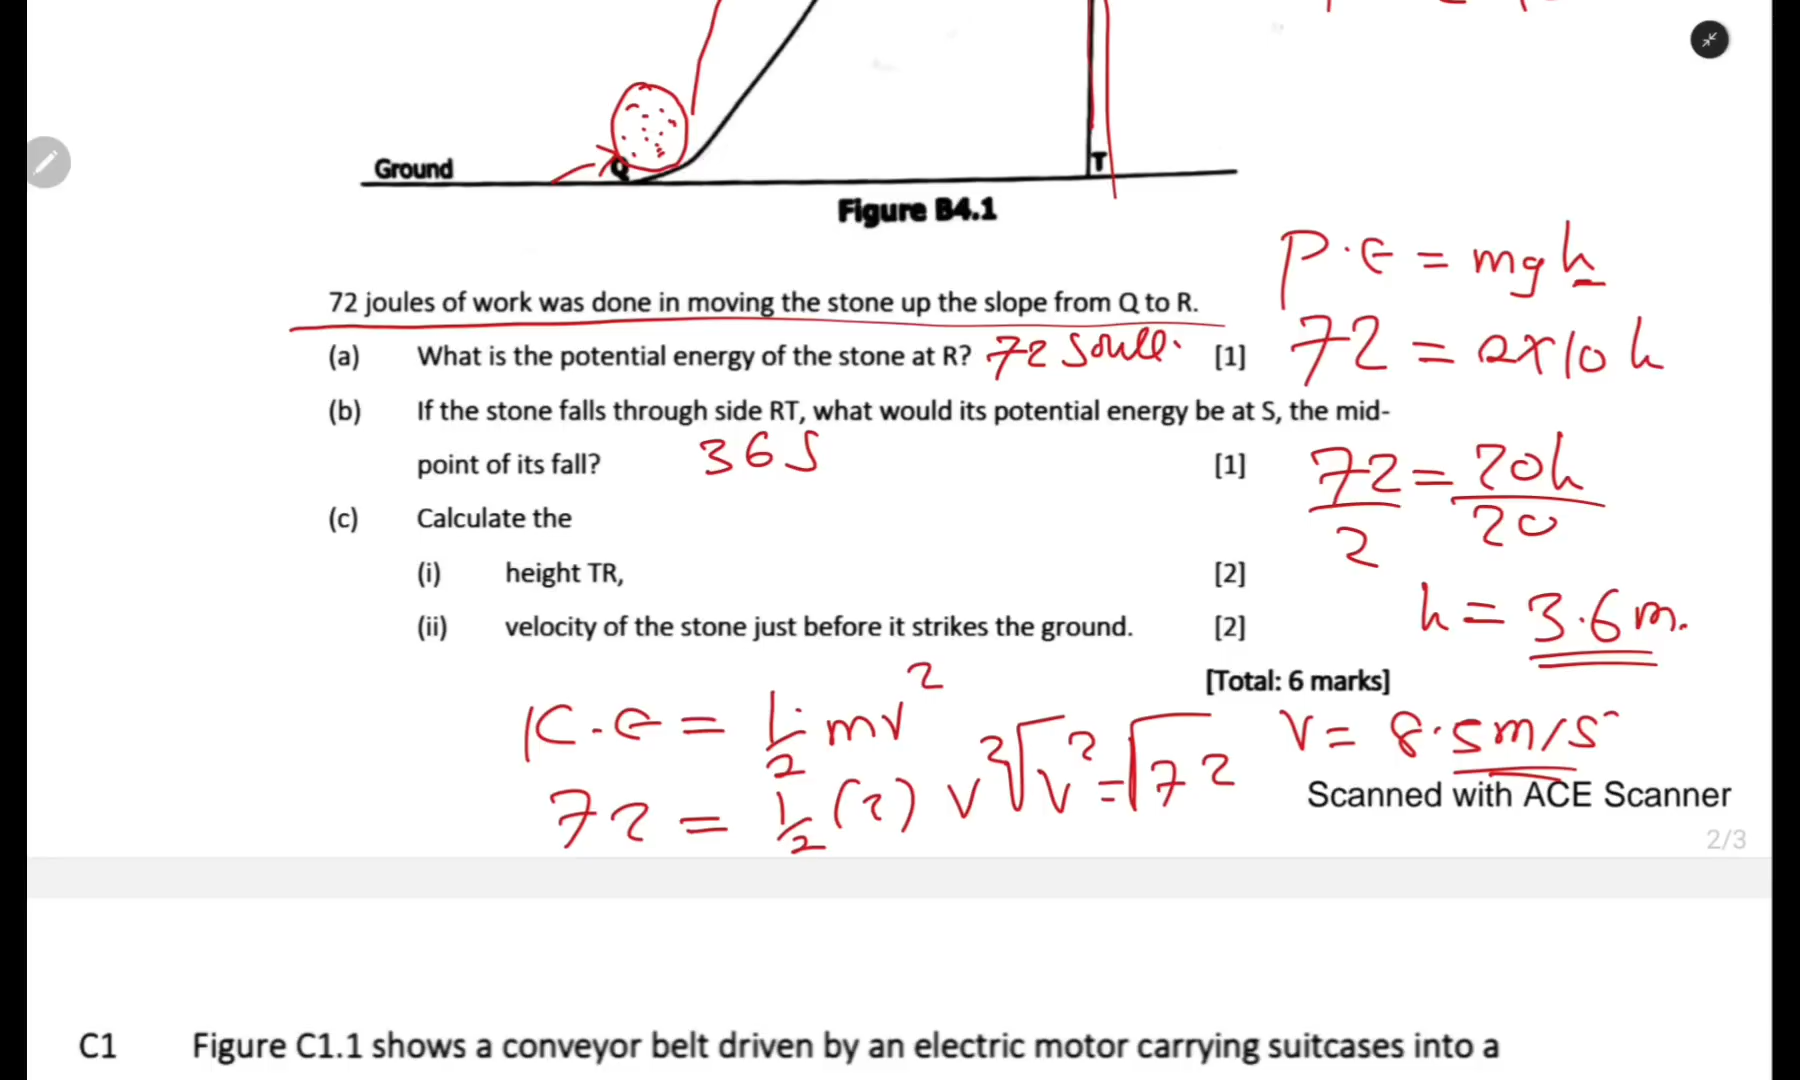 Ground
Q
T
Figure B4.1
P.E = mgh
72 joules of work was done in moving the stone up the slope from Q to R.
72 = 2x10 h
(a) What is the potential energy of the stone at R? 72 Joule. [1]
(b) If the stone falls through side RT, what would its potential energy be at S, the mid-
point of its fall? 36J [1]
72/2 = 20h/20
(c) Calculate the
(i) height TR, [2]
h = 3.6m.
(ii) velocity of the stone just before it strikes the ground. [2]
[Total: 6 marks]
K.E = 1/2 mv²
²√v² = √72
V = 8.5m/s
72 = 1/2 (2) v
Scanned with ACE Scanner
2/3
C1 Figure C1.1 shows a conveyor belt driven by an electric motor carrying suitcases into a